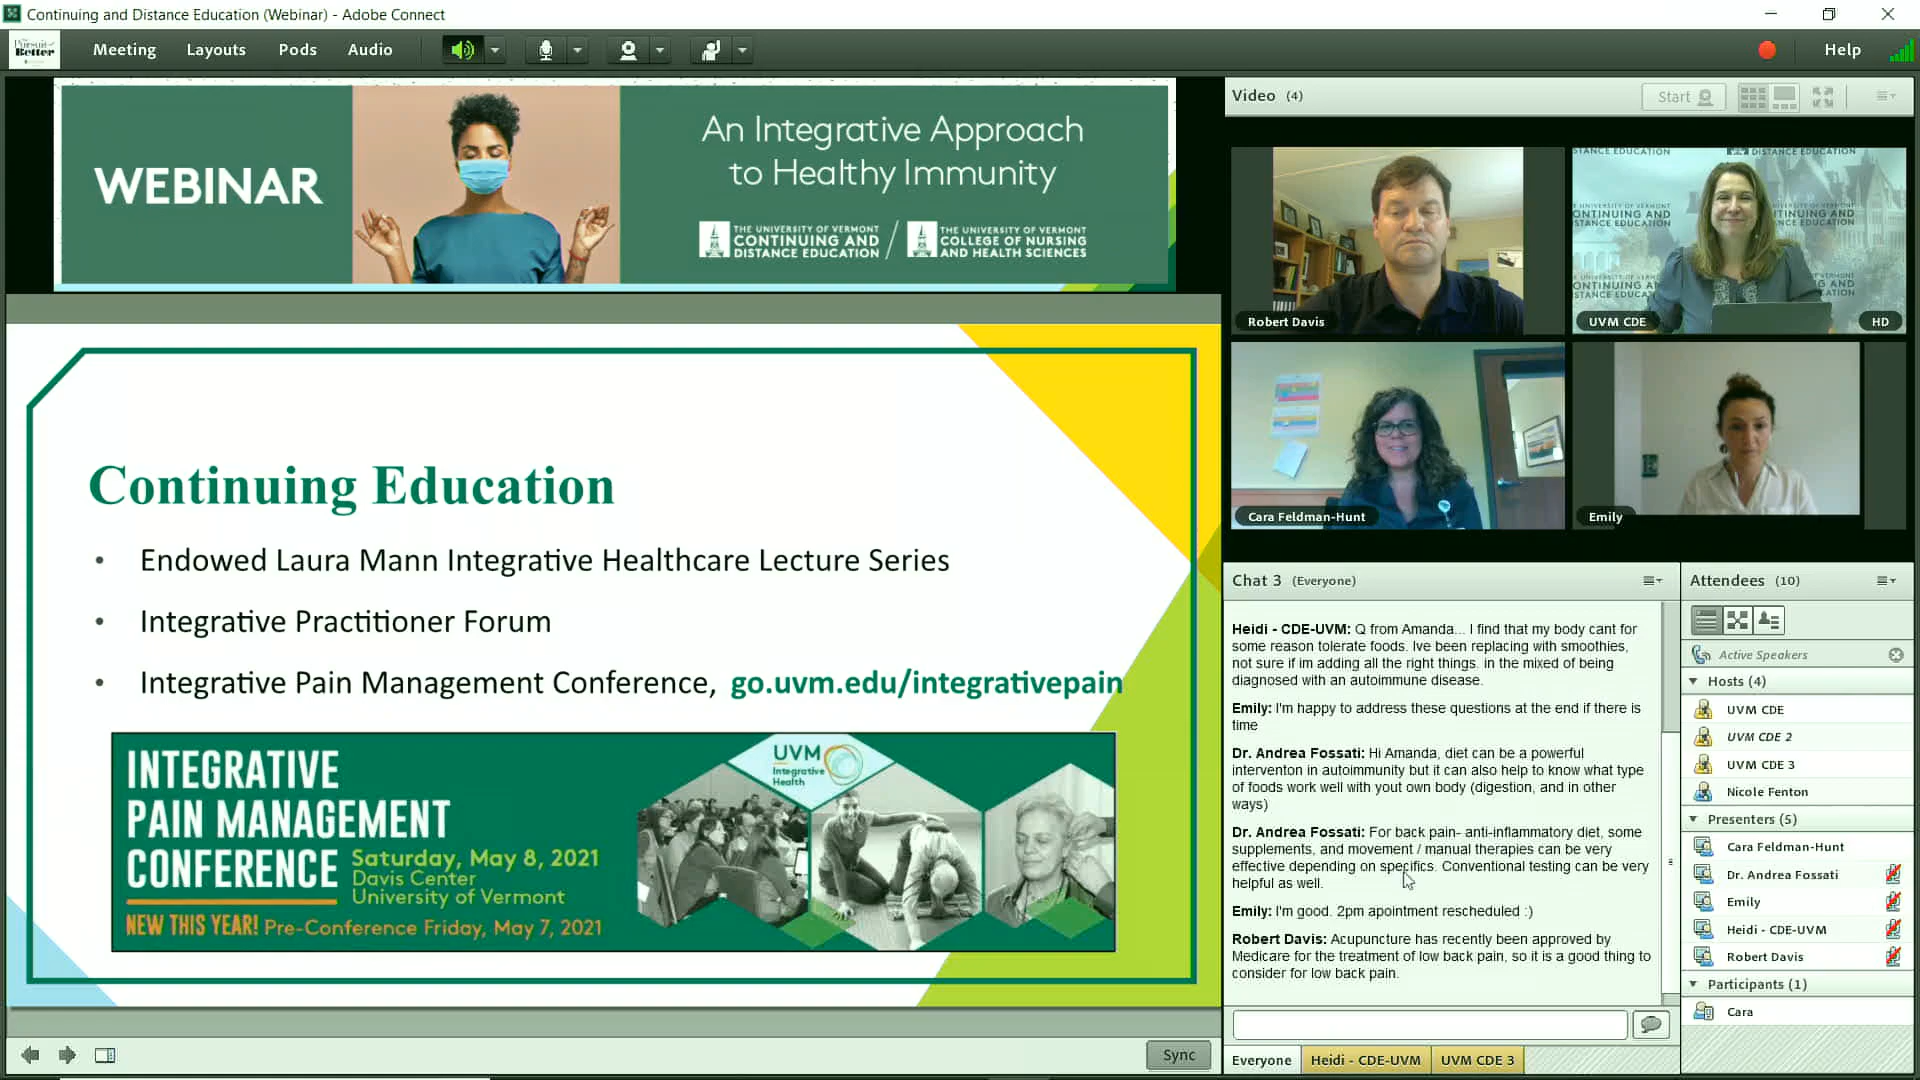 Continuing and Distance Education (Webinar) - Adobe Connect
Pursuit of
Better
Meeting
Layouts
Pods
Audio
Help
WEBINAR
An Integrative Approach
to Healthy Immunity
THE UNIVERSITY OF VERMONT
CONTINUING AND
DISTANCE EDUCATION
THE UNIVERSITY OF VERMONT
COLLEGE OF NURSING
AND HEALTH SCIENCES
Continuing Education
• Endowed Laura Mann Integrative Healthcare Lecture Series
• Integrative Practitioner Forum
• Integrative Pain Management Conference, go.uvm.edu/integrativepain
UVM
Integrative
Health
INTEGRATIVE
PAIN MANAGEMENT
CONFERENCE
Saturday, May 8, 2021
Davis Center
University of Vermont
NEW THIS YEAR! Pre-Conference Friday, May 7, 2021
Sync
Video (4)
Start
Robert Davis
DISTANCE EDUCATION
CONTINUING AND
UVM CDE
HD
Cara Feldman-Hunt
Emily
Chat 3 (Everyone)
Heidi - CDE-UVM: Q from Amanda... I find that my body cant for
some reason tolerate foods. Ive been replacing with smoothies,
not sure if im adding all the right things. in the mixed of being
diagnosed with an autoimmune disease.
Emily: I'm happy to address these questions at the end if there is
time
Dr. Andrea Fossati: Hi Amanda, diet can be a powerful
interventon in autoimmunity but it can also help to know what type
of foods work well with yout own body (digestion, and in other
ways)
Dr. Andrea Fossati: For back pain- anti-inflammatory diet, some
supplements, and movement / manual therapies can be very
effective depending on specifics. Conventional testing can be very
helpful as well.
Emily: I'm good. 2pm apointment rescheduled :)
Robert Davis: Acupuncture has recently been approved by
Medicare for the treatment of low back pain, so it is a good thing to
consider for low back pain.
Everyone
Heidi - CDE-UVM
UVM CDE 3
Attendees (10)
Active Speakers
Hosts (4)
UVM CDE
UVM CDE 2
UVM CDE 3
Nicole Fenton
Presenters (5)
Cara Feldman-Hunt
Dr. Andrea Fossati
Emily
Heidi - CDE-UVM
Robert Davis
Participants (1)
Cara